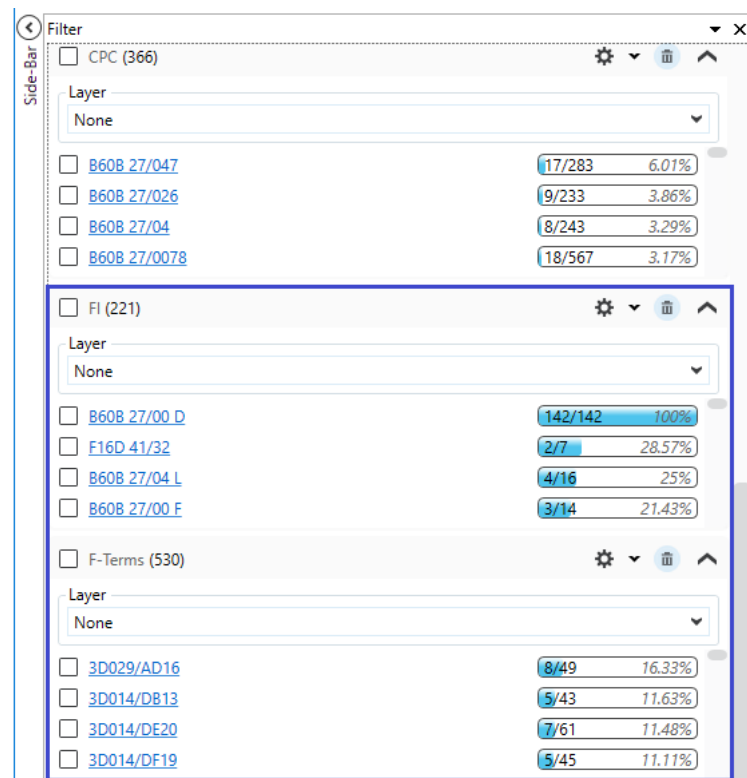 Filter
Side-Bar
CPC (366)
Layer
None
B60B 27/047 17/283 6.01%
B60B 27/026 9/233 3.86%
B60B 27/04 8/243 3.29%
B60B 27/0078 18/567 3.17%
FI (221)
Layer
None
B60B 27/00 D 142/142 100%
F16D 41/32 2/7 28.57%
B60B 27/04 L 4/16 25%
B60B 27/00 F 3/14 21.43%
F-Terms (530)
Layer
None
3D029/AD16 8/49 16.33%
3D014/DB13 5/43 11.63%
3D014/DE20 7/61 11.48%
3D014/DF19 5/45 11.11%